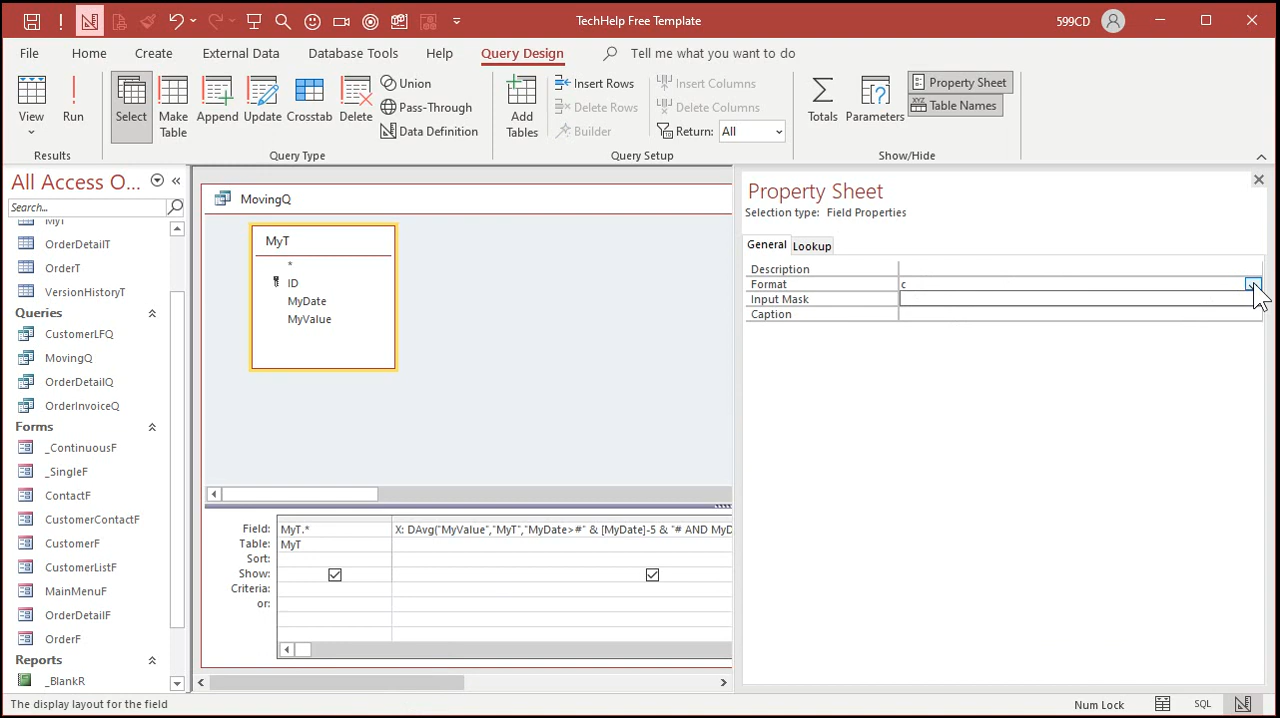 TechHelp Free Template
599CD
File Home Create External Data Database Tools Help Query Design Tell me what you want to do
View
Run
Select
Make Table
Append
Update
Crosstab
Delete
Union
Pass-Through
Data Definition
Add Tables
Insert Rows
Delete Rows
Builder
Insert Columns
Delete Columns
Return: All
Totals
Parameters
Property Sheet
XYZ Table Names
Results
Query Type
Query Setup
Show/Hide
All Access O...
Search...
MyT
OrderDetailT
OrderT
VersionHistoryT
Queries
CustomerLFQ
MovingQ
OrderDetailQ
OrderInvoiceQ
Forms
_ContinuousF
_SingleF
ContactF
CustomerContactF
CustomerF
CustomerListF
MainMenuF
OrderDetailF
OrderF
Reports
_BlankR
MovingQ
MyT
*
ID
MyDate
MyValue
Field: MyT.* X: DAvg("MyValue","MyT","MyDate>#" & [MyDate]-5 & "# AND MyD
Table: MyT
Sort:
Show:
Criteria:
or:
Property Sheet
Selection type: Field Properties
General Lookup
Description
Format c
Input Mask
Caption
The display layout for the field
Num Lock
SQL